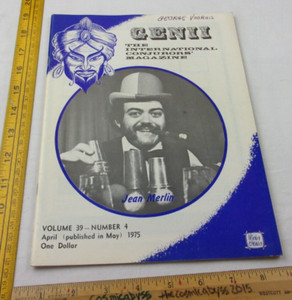 GENII
THE
INTERNATIONAL
CONJURORS'
MAGAZINE
Jean Merlin
VOLUME 39 — NUMBER 4
April (published in May) 1975
One Dollar